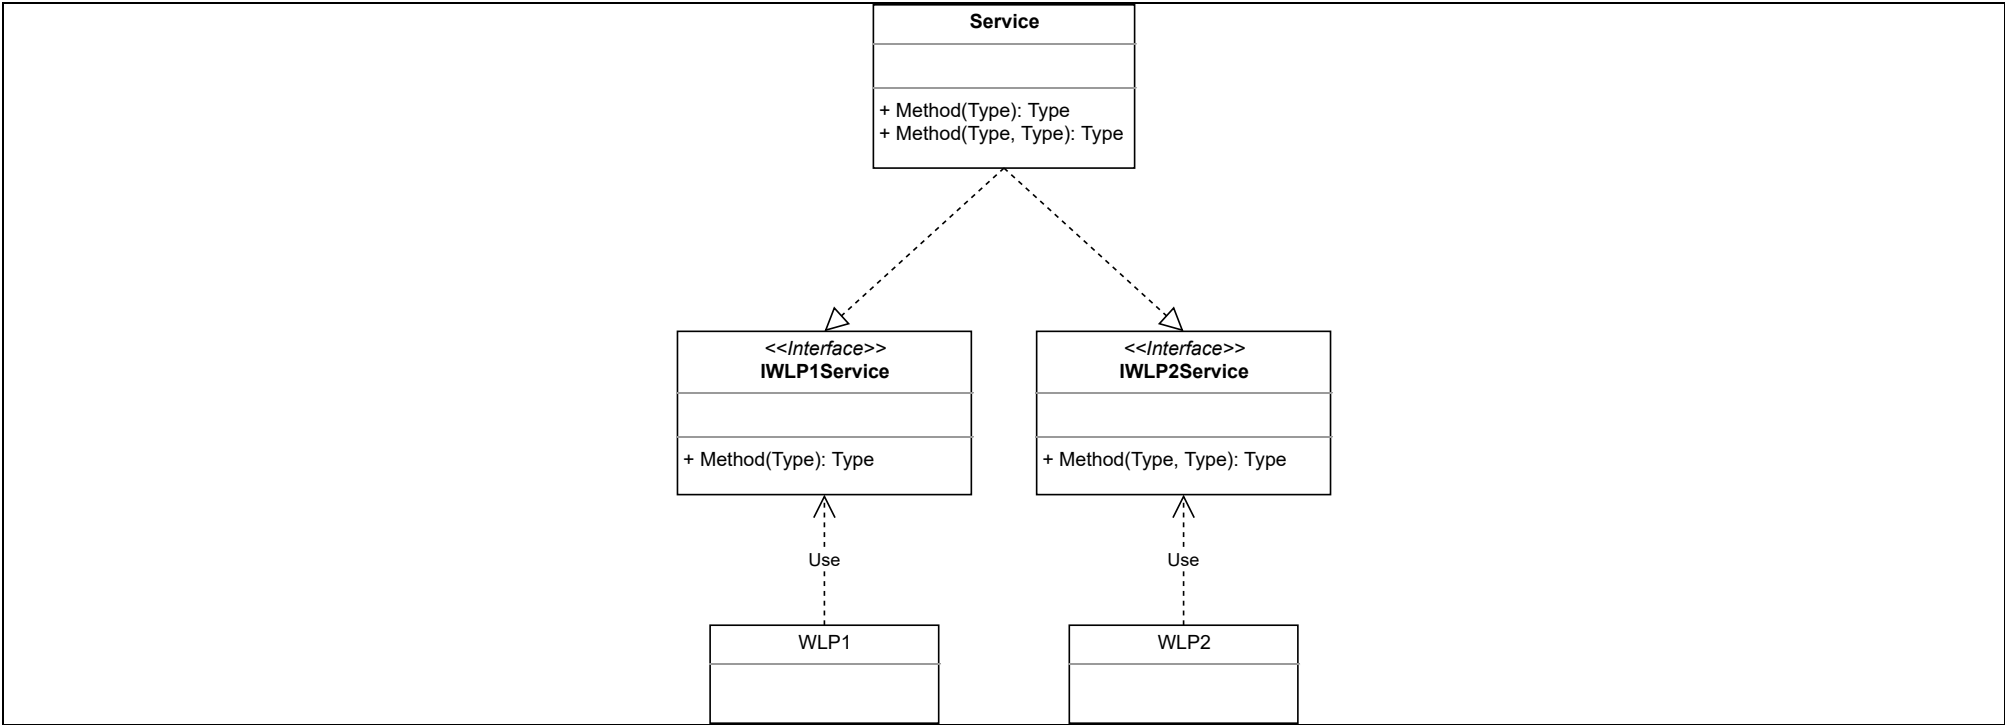 Service
+ Method(Type): Type
+ Method(Type, Type): Type
<<Interface>>
IWLP1Service
+ Method(Type): Type
<<Interface>>
IWLP2Service
+ Method(Type, Type): Type
Use
Use
WLP1
WLP2